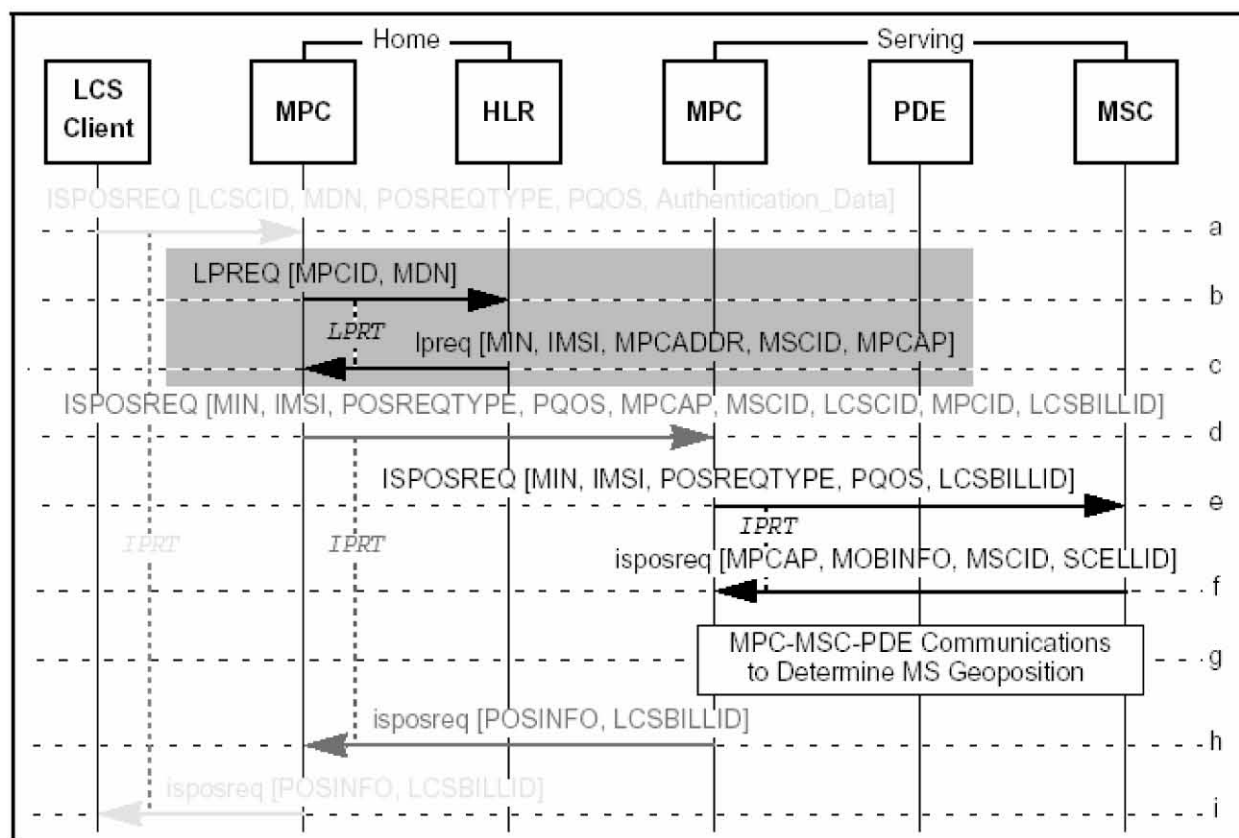 Home
Serving
LCS Client
MPC
HLR
MPC
PDE
MSC
ISPOSREQ [LCSCID, MDN, POSREQTYPE, PQOS, Authentication_Data]
a
LPREQ [MPCID, MDN]
b
LPRT
lpreq [MIN, IMSI, MPCADDR, MSCID, MPCAP]
c
ISPOSREQ [MIN, IMSI, POSREQTYPE, PQOS, MPCAP, MSCID, LCSCID, MPCID, LCSBILLID]
d
ISPOSREQ [MIN, IMSI, POSREQTYPE, PQOS, LCSBILLID]
e
IPRT
IPRT
IPRT
isposreq [MPCAP, MOBINFO, MSCID, SCELLID]
f
MPC-MSC-PDE Communications
to Determine MS Geoposition
g
isposreq [POSINFO, LCSBILLID]
h
isposreq [POSINFO, LCSBILLID]
i